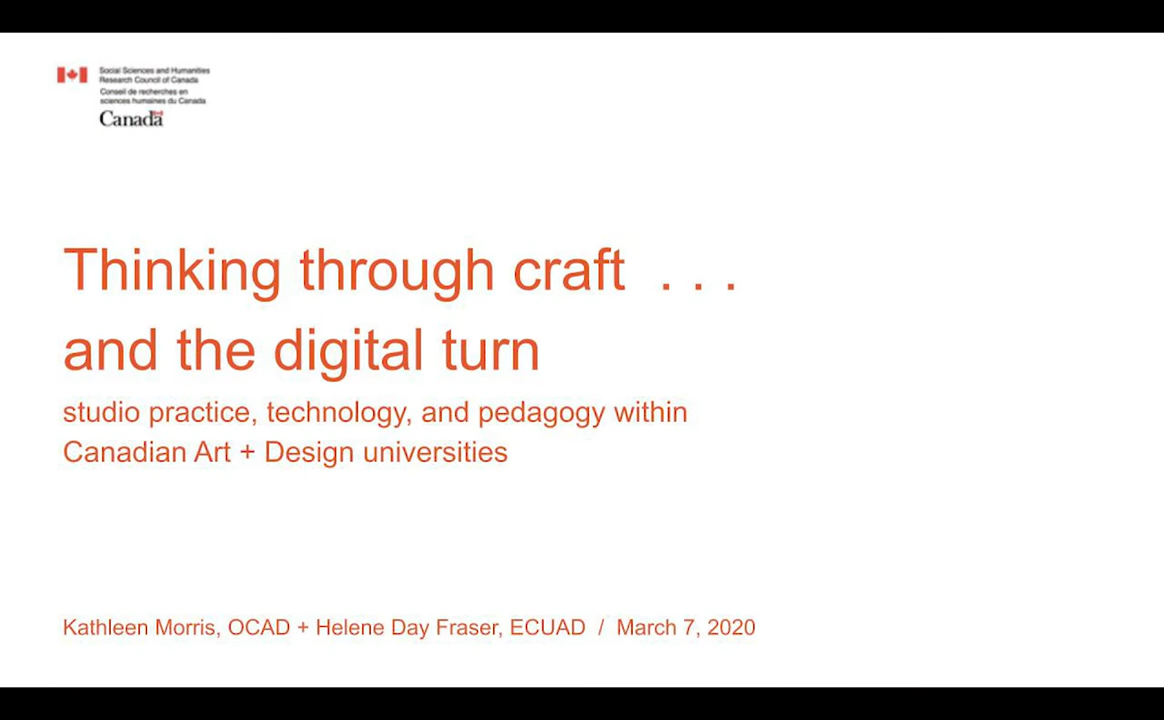 Social Sciences and Humanities
Research Council of Canada
Conseil de recherches en
sciences humaines du Canada
Canada
Thinking through craft . . .
and the digital turn
studio practice, technology, and pedagogy within
Canadian Art + Design universities
Kathleen Morris, OCAD + Helene Day Fraser, ECUAD / March 7, 2020